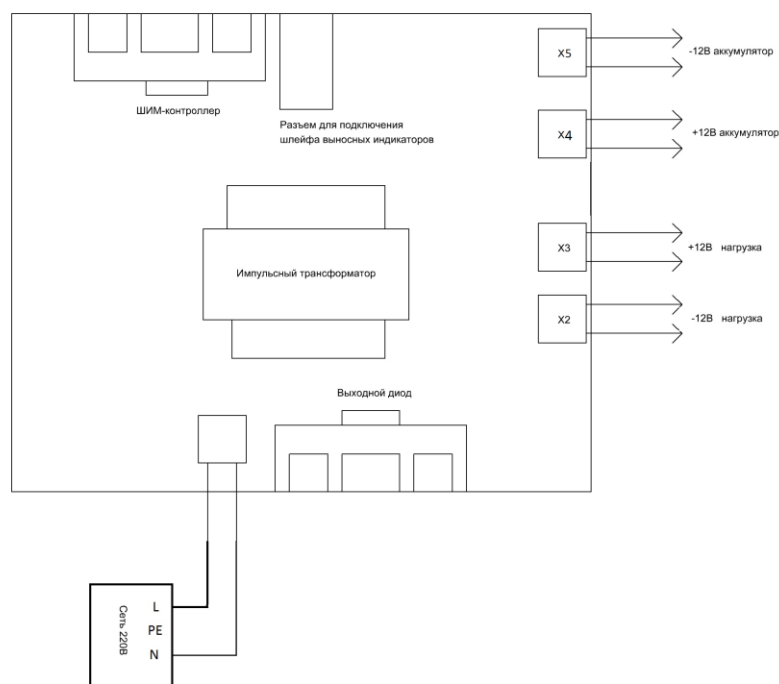 X5
-12В аккумулятор
ШИМ-контроллер
Разъем для подключения
шлейфа выносных индикаторов
X4
+12В аккумулятор
X3
+12В нагрузка
Импульсный трансформатор
X2
-12В нагрузка
Выходной диод
Сеть 220В
L
PE
N